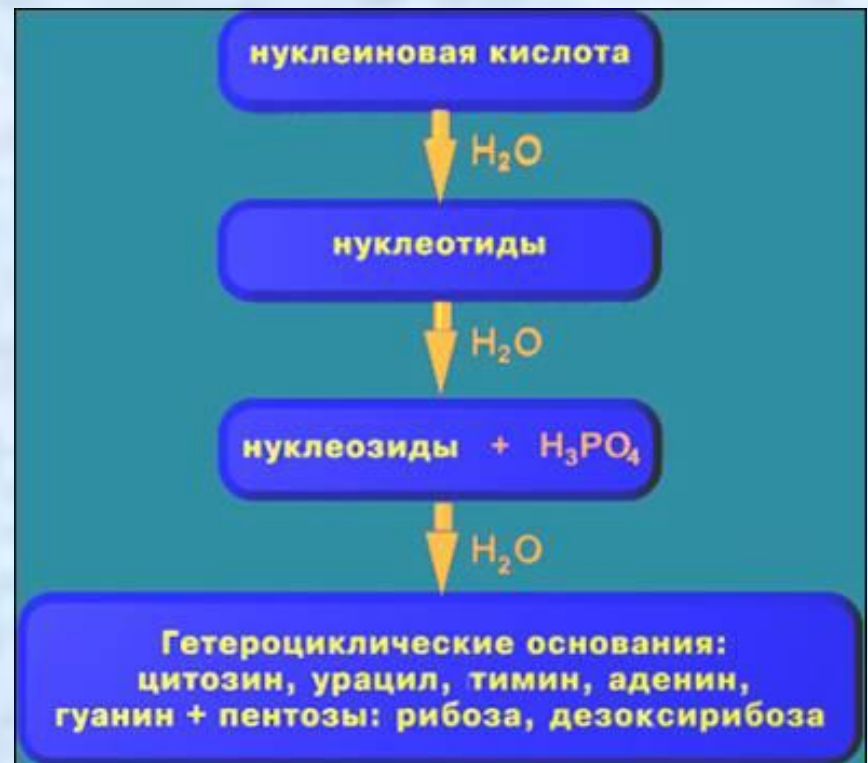 нуклеиновая кислота
H₂O
нуклеотиды
H₂O
нуклеозиды + H₃PO₄
H₂O
Гетероциклические основания:
цитозин, урацил, тимин, аденин,
гуанин + пентозы: рибоза, дезоксирибоза